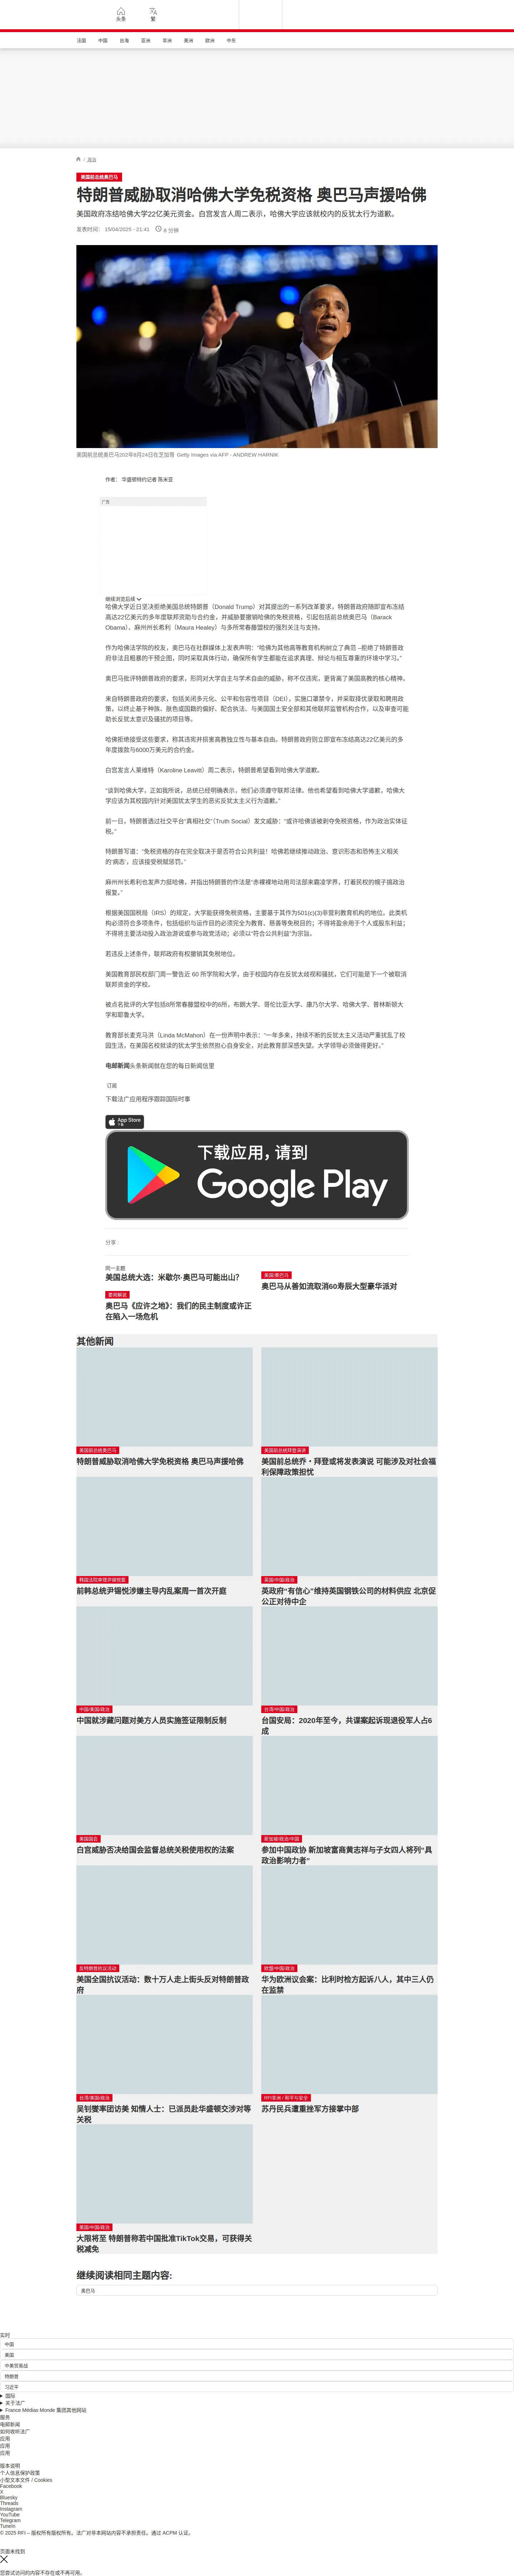 头条
繁
法国
中国
台海
亚洲
非洲
美洲
欧洲
中东
/ 政治
美国前总统奥巴马
特朗普威胁取消哈佛大学免税资格 奥巴马声援哈佛
美国政府冻结哈佛大学22亿美元资金。白宫发言人周二表示，哈佛大学应该就校内的反犹太行为道歉。
发表时间： 15/04/2025 - 21:41
6 分钟
美国前总统奥巴马202年8月24日在芝加哥 Getty Images via AFP - ANDREW HARNIK
作者： 华盛顿特约记者 陈米亚
广告
继续浏览后续
哈佛大学近日坚决拒绝美国总统特朗普（Donald Trump）对其提出的一系列改革要求，特朗普政府随即宣布冻结
高达22亿美元的多年度联邦资助与合约金，并威胁要撤销哈佛的免税资格，引起包括前总统奥巴马（Barack
Obama）、麻州州长希利（Maura Healey）与多所常春藤盟校的强烈关注与支持。
作为哈佛法学院的校友，奥巴马在社群媒体上发表声明：“哈佛为其他高等教育机构树立了典范 –拒绝了特朗普政
府非法且粗暴的干预企图，同时采取具体行动，确保所有学生都能在追求真理、辩论与相互尊重的环境中学习。”
奥巴马批评特朗普政府的要求，形同对大学自主与学术自由的威胁，称不仅违宪，更背离了美国高教的核心精神。
来自特朗普政府的要求，包括关闭多元化、公平和包容性项目（DEI），实施口罩禁令，并采取择优录取和聘用政
策，以终止基于种族、肤色或国籍的偏好、配合执法、与美国国土安全部和其他联邦监管机构合作，以及审查可能
助长反犹太意识及骚扰的项目等。
哈佛拒绝接受这些要求，称其违宪并损害高教独立性与基本自由。特朗普政府则立即宣布冻结高达22亿美元的多
年度拨款与6000万美元的合约金。
白宫发言人莱维特（Karoline Leavitt）周二表示，特朗普希望看到哈佛大学道歉。
“谈到哈佛大学，正如我所说，总统已经明确表示，他们必须遵守联邦法律。他也希望看到哈佛大学道歉，哈佛大
学应该为其校园内针对美国犹太学生的恶劣反犹太主义行为道歉。”
前一日，特朗普透过社交平台“真相社交”（Truth Social）发文威胁：“或许哈佛该被剥夺免税资格，作为政治实体征
税。”
特朗普写道：“免税资格的存在完全取决于是否符合公共利益！哈佛若继续推动政治、意识形态和恐怖主义相关
的‘病态’，应该接受税赋惩罚。”
麻州州长希利也发声力挺哈佛，并指出特朗普的作法是“赤裸裸地动用司法部来霸凌学界，打着民权的幌子搞政治
报复。”
根据美国国税局（IRS）的规定，大学能获得免税资格，主要基于其作为501(c)(3)非营利教育机构的地位。此类机
构必须符合多项条件，包括组织与运作目的必须完全为教育、慈善等免税目的；不得将盈余用于个人或股东利益；
不得将主要活动投入政治游说或参与政党活动；必须以“符合公共利益”为宗旨。
若违反上述条件，联邦政府有权撤销其免税地位。
美国教育部民权部门周一警告近 60 所学院和大学，由于校园内存在反犹太歧视和骚扰，它们可能是下一个被取消
联邦资金的学校。
被点名批评的大学包括8所常春藤盟校中的6所，布朗大学、哥伦比亚大学、康乃尔大学、哈佛大学、普林斯顿大
学和耶鲁大学。
教育部长麦克马洪（Linda McMahon）在一份声明中表示：“一年多来，持续不断的反犹太主义活动严重扰乱了校
园生活，在美国名校就读的犹太学生依然担心自身安全，对此教育部深感失望。大学领导必须做得更好。”
电邮新闻头条新闻就在您的每日新闻信里
订阅
下载法广应用程序跟踪国际时事
App Store
下载应用，请到
Google Play
分享 :
同一主题
美国总统大选：米歇尔·奥巴马可能出山?
美国/奥巴马
奥巴马从善如流取消60寿辰大型豪华派对
要闻解说
奥巴马《应许之地》：我们的民主制度或许正
在陷入一场危机
其他新闻
美国前总统奥巴马
特朗普威胁取消哈佛大学免税资格 奥巴马声援哈佛
美国前总统拜登演讲
美国前总统乔・拜登或将发表演说 可能涉及对社会福
利保障政策担忧
韩国法院审理尹锡悦案
前韩总统尹锡悦涉嫌主导内乱案周一首次开庭
英国/中国/政治
英政府“有信心”维持英国钢铁公司的材料供应 北京促
公正对待中企
中国/美国/政治
中国就涉藏问题对美方人员实施签证限制反制
台湾/中国/政治
台国安局：2020年至今，共谍案起诉现退役军人占6
成
美国国会
白宫威胁否决给国会监督总统关税使用权的法案
新加坡/政治/中国
参加中国政协 新加坡富商黄志祥与子女四人将列“具
政治影响力者”
反特朗普抗议活动
美国全国抗议活动：数十万人走上街头反对特朗普政
府
欧盟/中国/政治
华为欧洲议会案：比利时检方起诉八人，其中三人仍
在监禁
台湾/美国/政治
吴钊燮率团访美 知情人士：已派员赴华盛顿交涉对等
关税
RFI非洲 / 和平与安全
苏丹民兵遭重挫军方接掌中部
美国/中国/政治
大限将至 特朗普称若中国批准TikTok交易，可获得关
税减免
继续阅读相同主题内容:
奥巴马
实时
中国
美国
中美贸易战
特朗普
习近平
国际
关于法广
France Médias Monde 集团其他网站
服务
电邮新闻
如何收听法广
应用
应用
应用
版本说明
个人信息保护政策
小型文本文件 / Cookies
Facebook
X
Bluesky
Threads
Instagram
YouTube
Telegram
TuneIn
© 2025 RFI – 版权所有版权所有。法广对非本网站内容不承担责任。通过 ACPM 认证。
页面未找到
您尝试访问的内容不存在或不再可用。